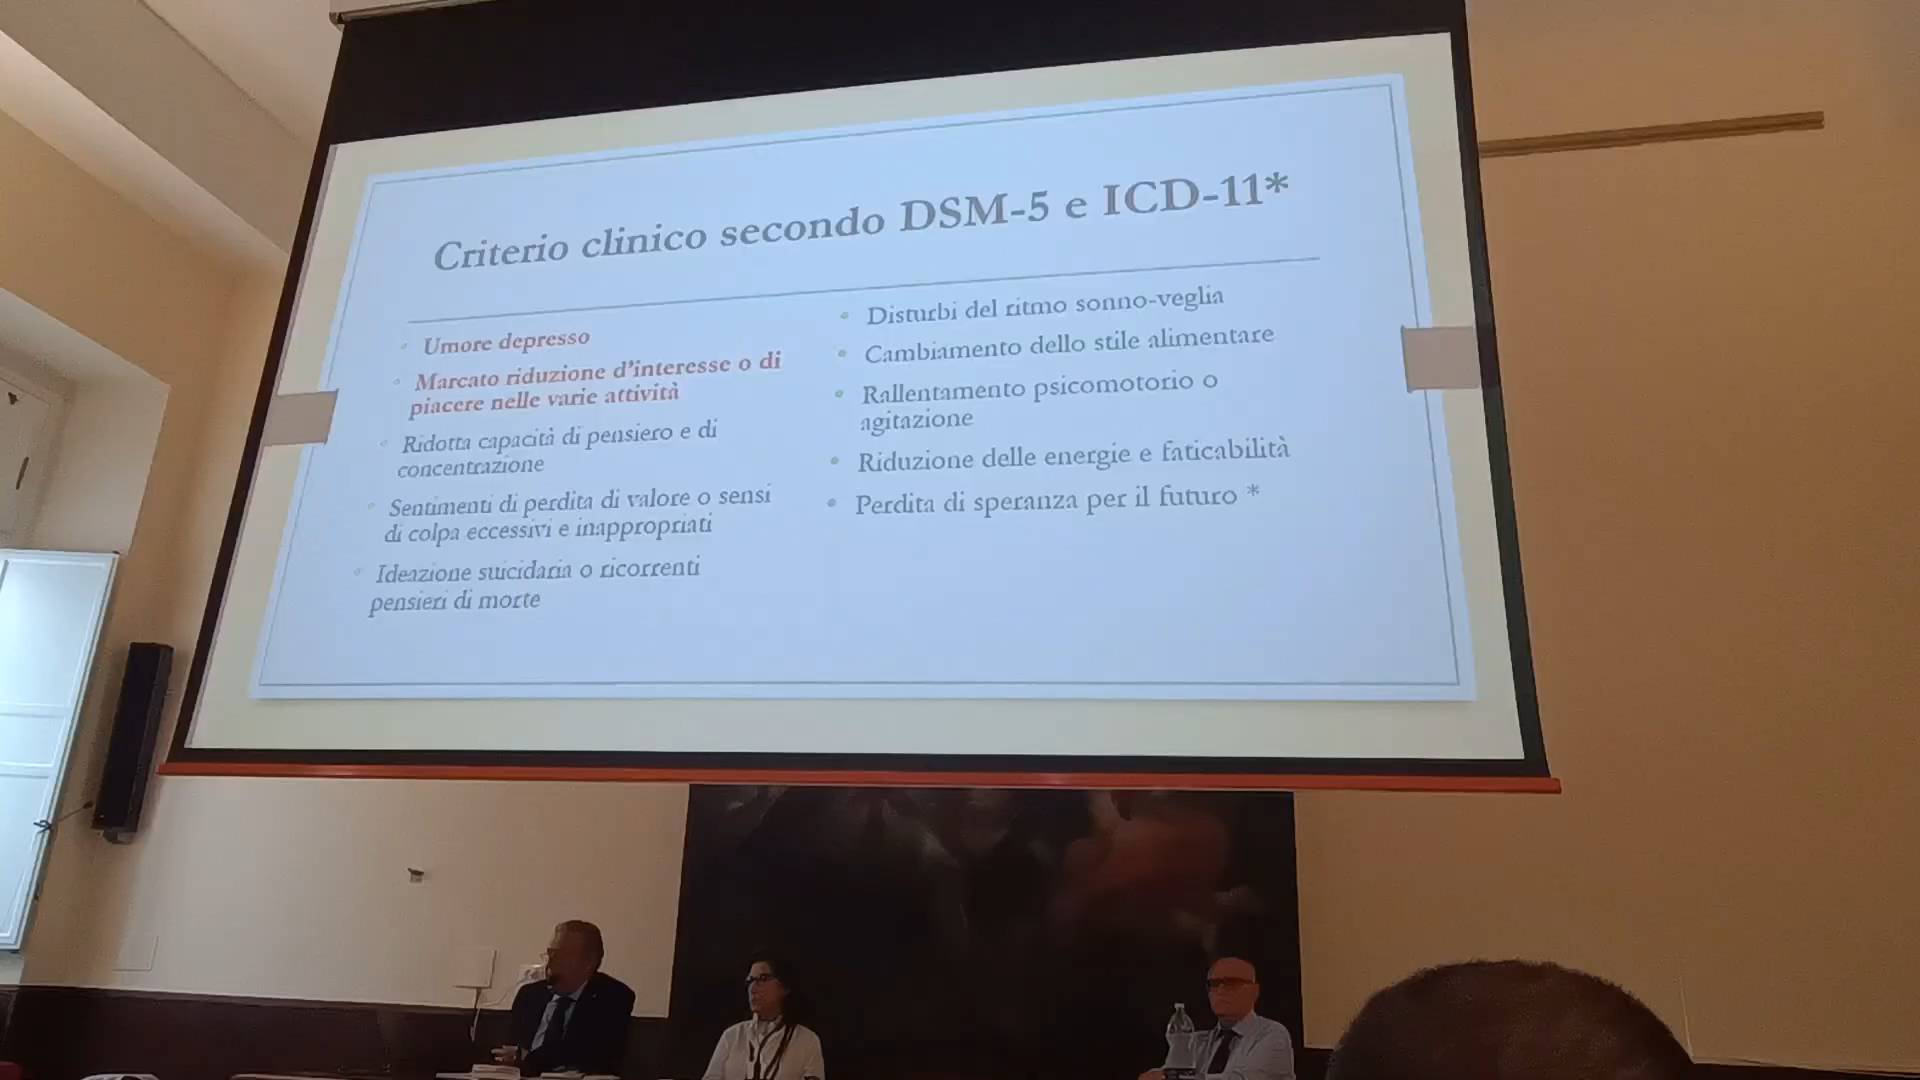 Criterio clinico secondo DSM-5 e ICD-11*
Umore depresso
Marcato riduzione d'interesse o di
piacere nelle varie attività
Ridotta capacità di pensiero e di
concentrazione
Sentimenti di perdita di valore o sensi
di colpa eccessivi e inappropriati
Ideazione suicidaria o ricorrenti
pensieri di morte
Disturbi del ritmo sonno-veglia
Cambiamento dello stile alimentare
Rallentamento psicomotorio o
agitazione
Riduzione delle energie e faticabilità
Perdita di speranza per il futuro *